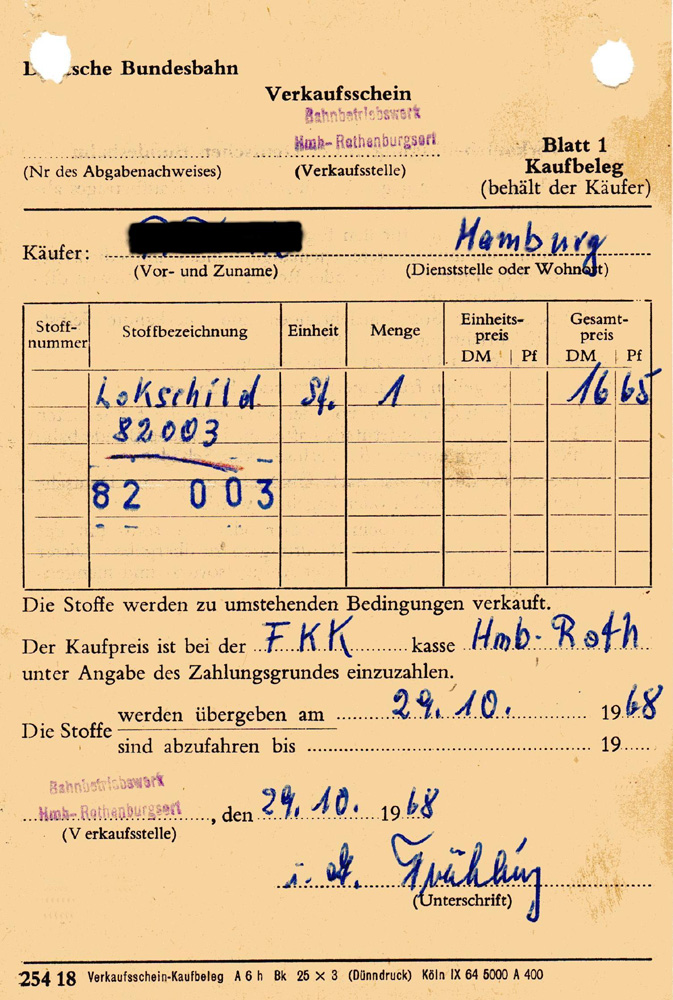 Deutsche Bundesbahn
Verkaufsschein
Bahnbetriebswerk
Hmb-Rothenburgsort
Blatt 1
Kaufbeleg
(Nr des Abgabenachweises) (Verkaufsstelle)
(behält der Käufer)
Käufer: Hamburg
(Vor- und Zuname) (Dienststelle oder Wohnort)
Stoff-nummer Stoffbezeichnung Einheit Menge Einheits-preis DM Pf Gesamt-preis DM Pf
Lokschild St. 1 16 65
82003
82 003
Die Stoffe werden zu umstehenden Bedingungen verkauft.
Der Kaufpreis ist bei der FKK kasse Hmb-Roth
unter Angabe des Zahlungsgrundes einzuzahlen.
Die Stoffe werden übergeben am 29.10. 1968
sind abzufahren bis 19
Bahnbetriebswerk
Hmb-Rothenburgsort, den 29.10. 1968
(Verkaufsstelle)
i. A. Frühling
(Unterschrift)
254 18 Verkaufsschein-Kaufbeleg A 6 h Bk 25 × 3 (Dünndruck) Köln IX 64 5000 A 400